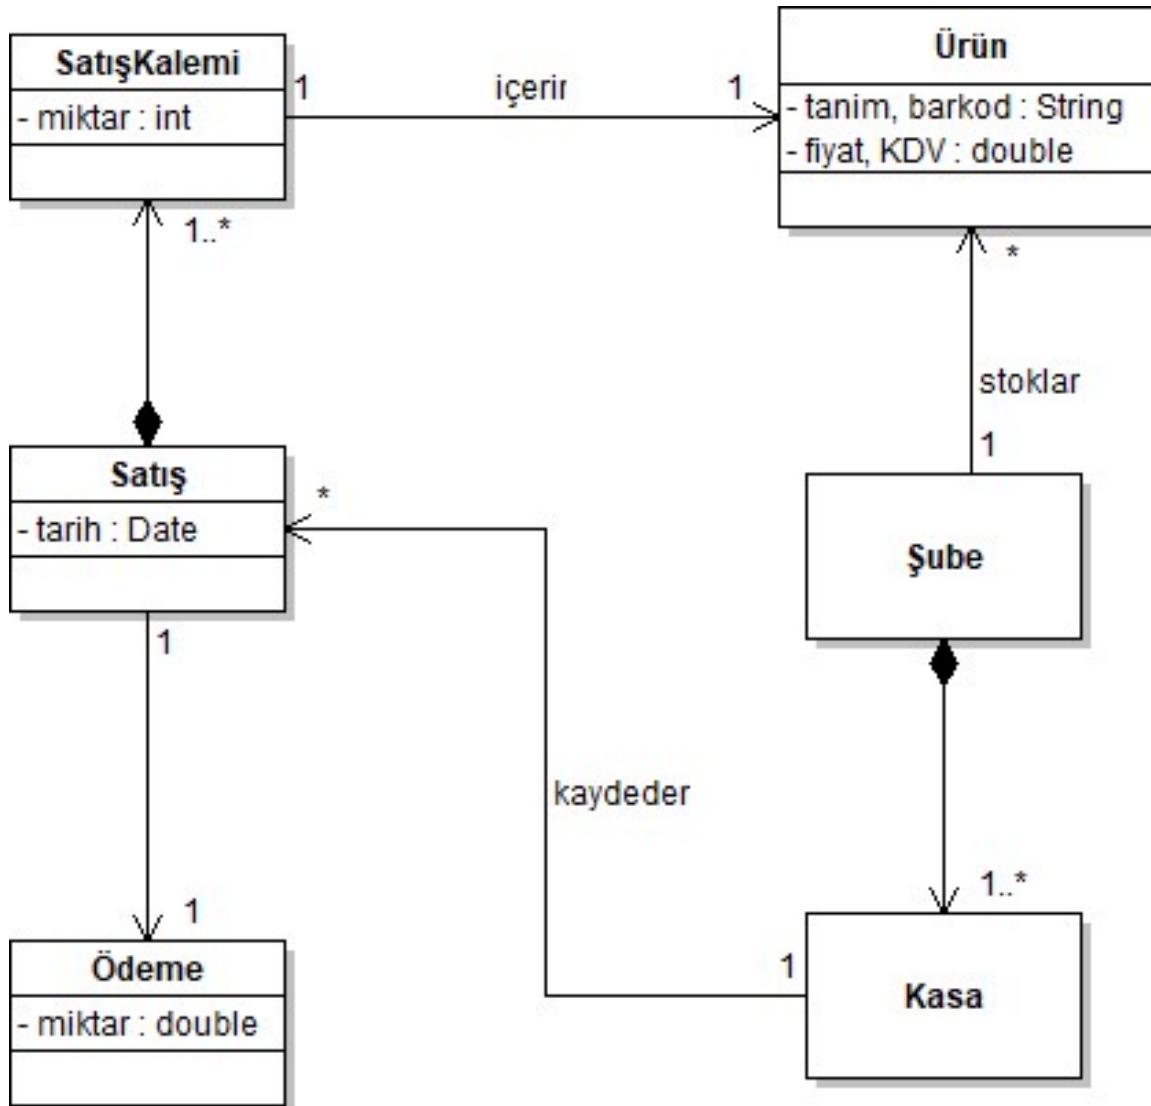 SatışKalemi
- miktar : int
1
içerir
1
Ürün
- tanim, barkod : String
- fiyat, KDV : double
1..*
*
stoklar
1
Satış
- tarih : Date
*
Şube
1
kaydeder
1..*
1
Ödeme
- miktar : double
1
Kasa